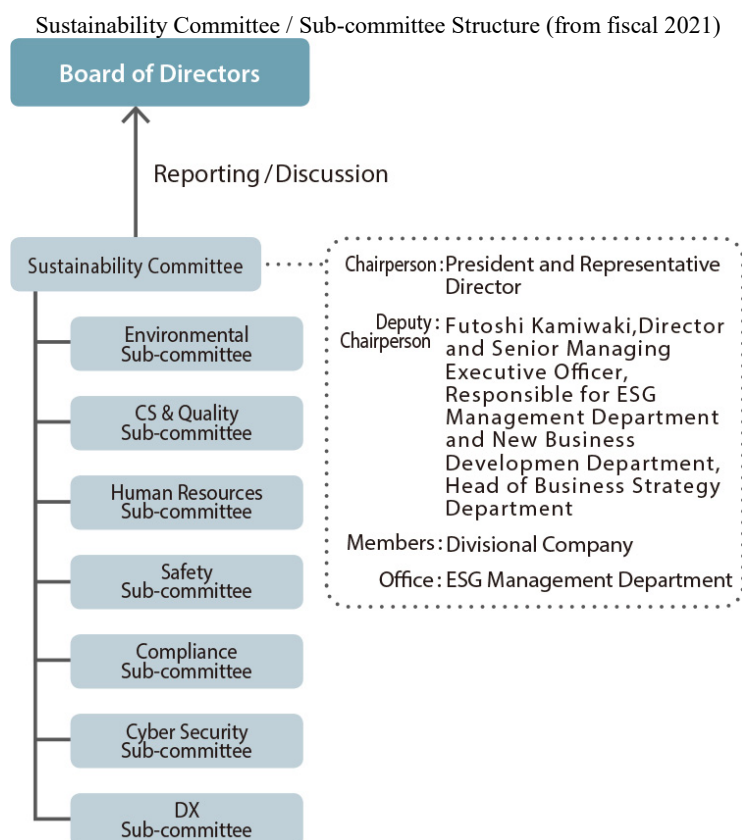 Sustainability Committee / Sub-committee Structure (from fiscal 2021)
Board of Directors
Reporting/Discussion
Sustainability Committee
Chairperson:President and Representative
Director
Deputy:
Chairperson
Futoshi Kamiwaki,Director
and Senior Managing
Executive Officer,
Responsible for ESG
Management Department
and New Business
Developmen Department,
Head of Business Strategy
Department
Members:Divisional Company
Office:ESG Management Department
Environmental
Sub-committee
CS & Quality
Sub-committee
Human Resources
Sub-committee
Safety
Sub-committee
Compliance
Sub-committee
Cyber Security
Sub-committee
DX
Sub-committee